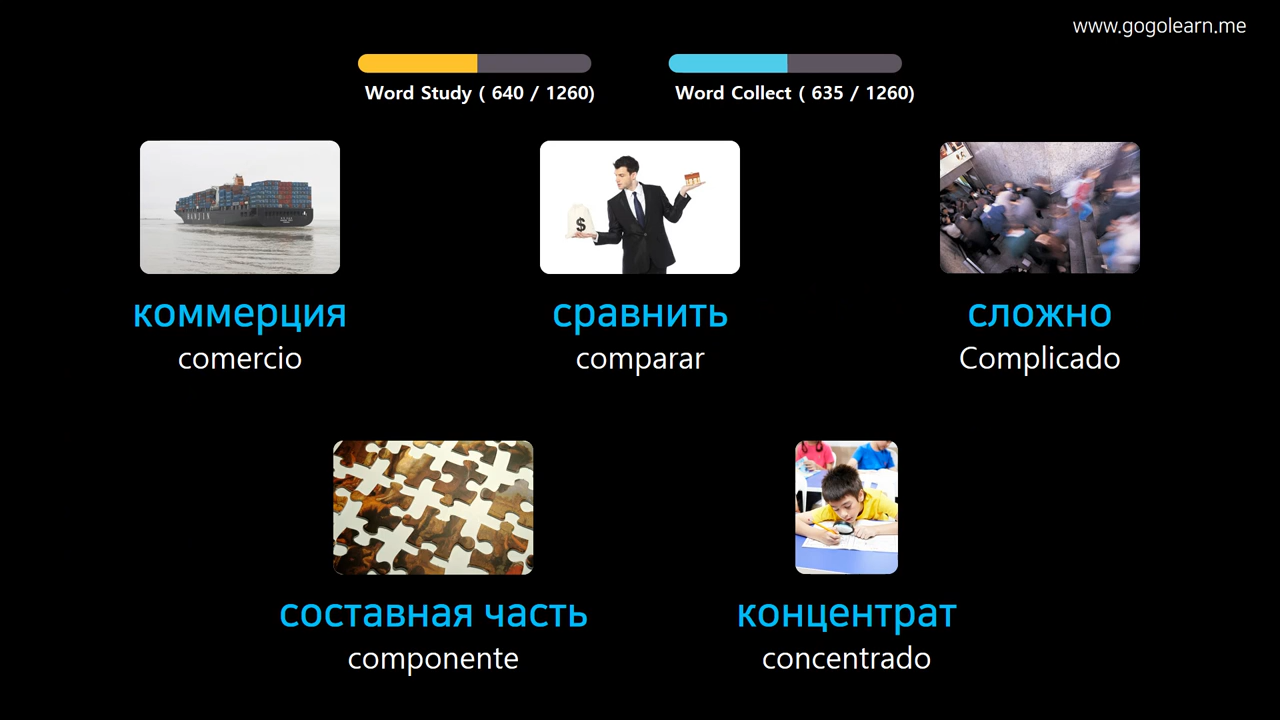 www.gogolearn.me
Word Study ( 640 / 1260)
Word Collect ( 635 / 1260)
HANJIN
$
коммерция
сравнить
сложно
comercio
comparar
Complicado
составная часть
концентрат
componente
concentrado